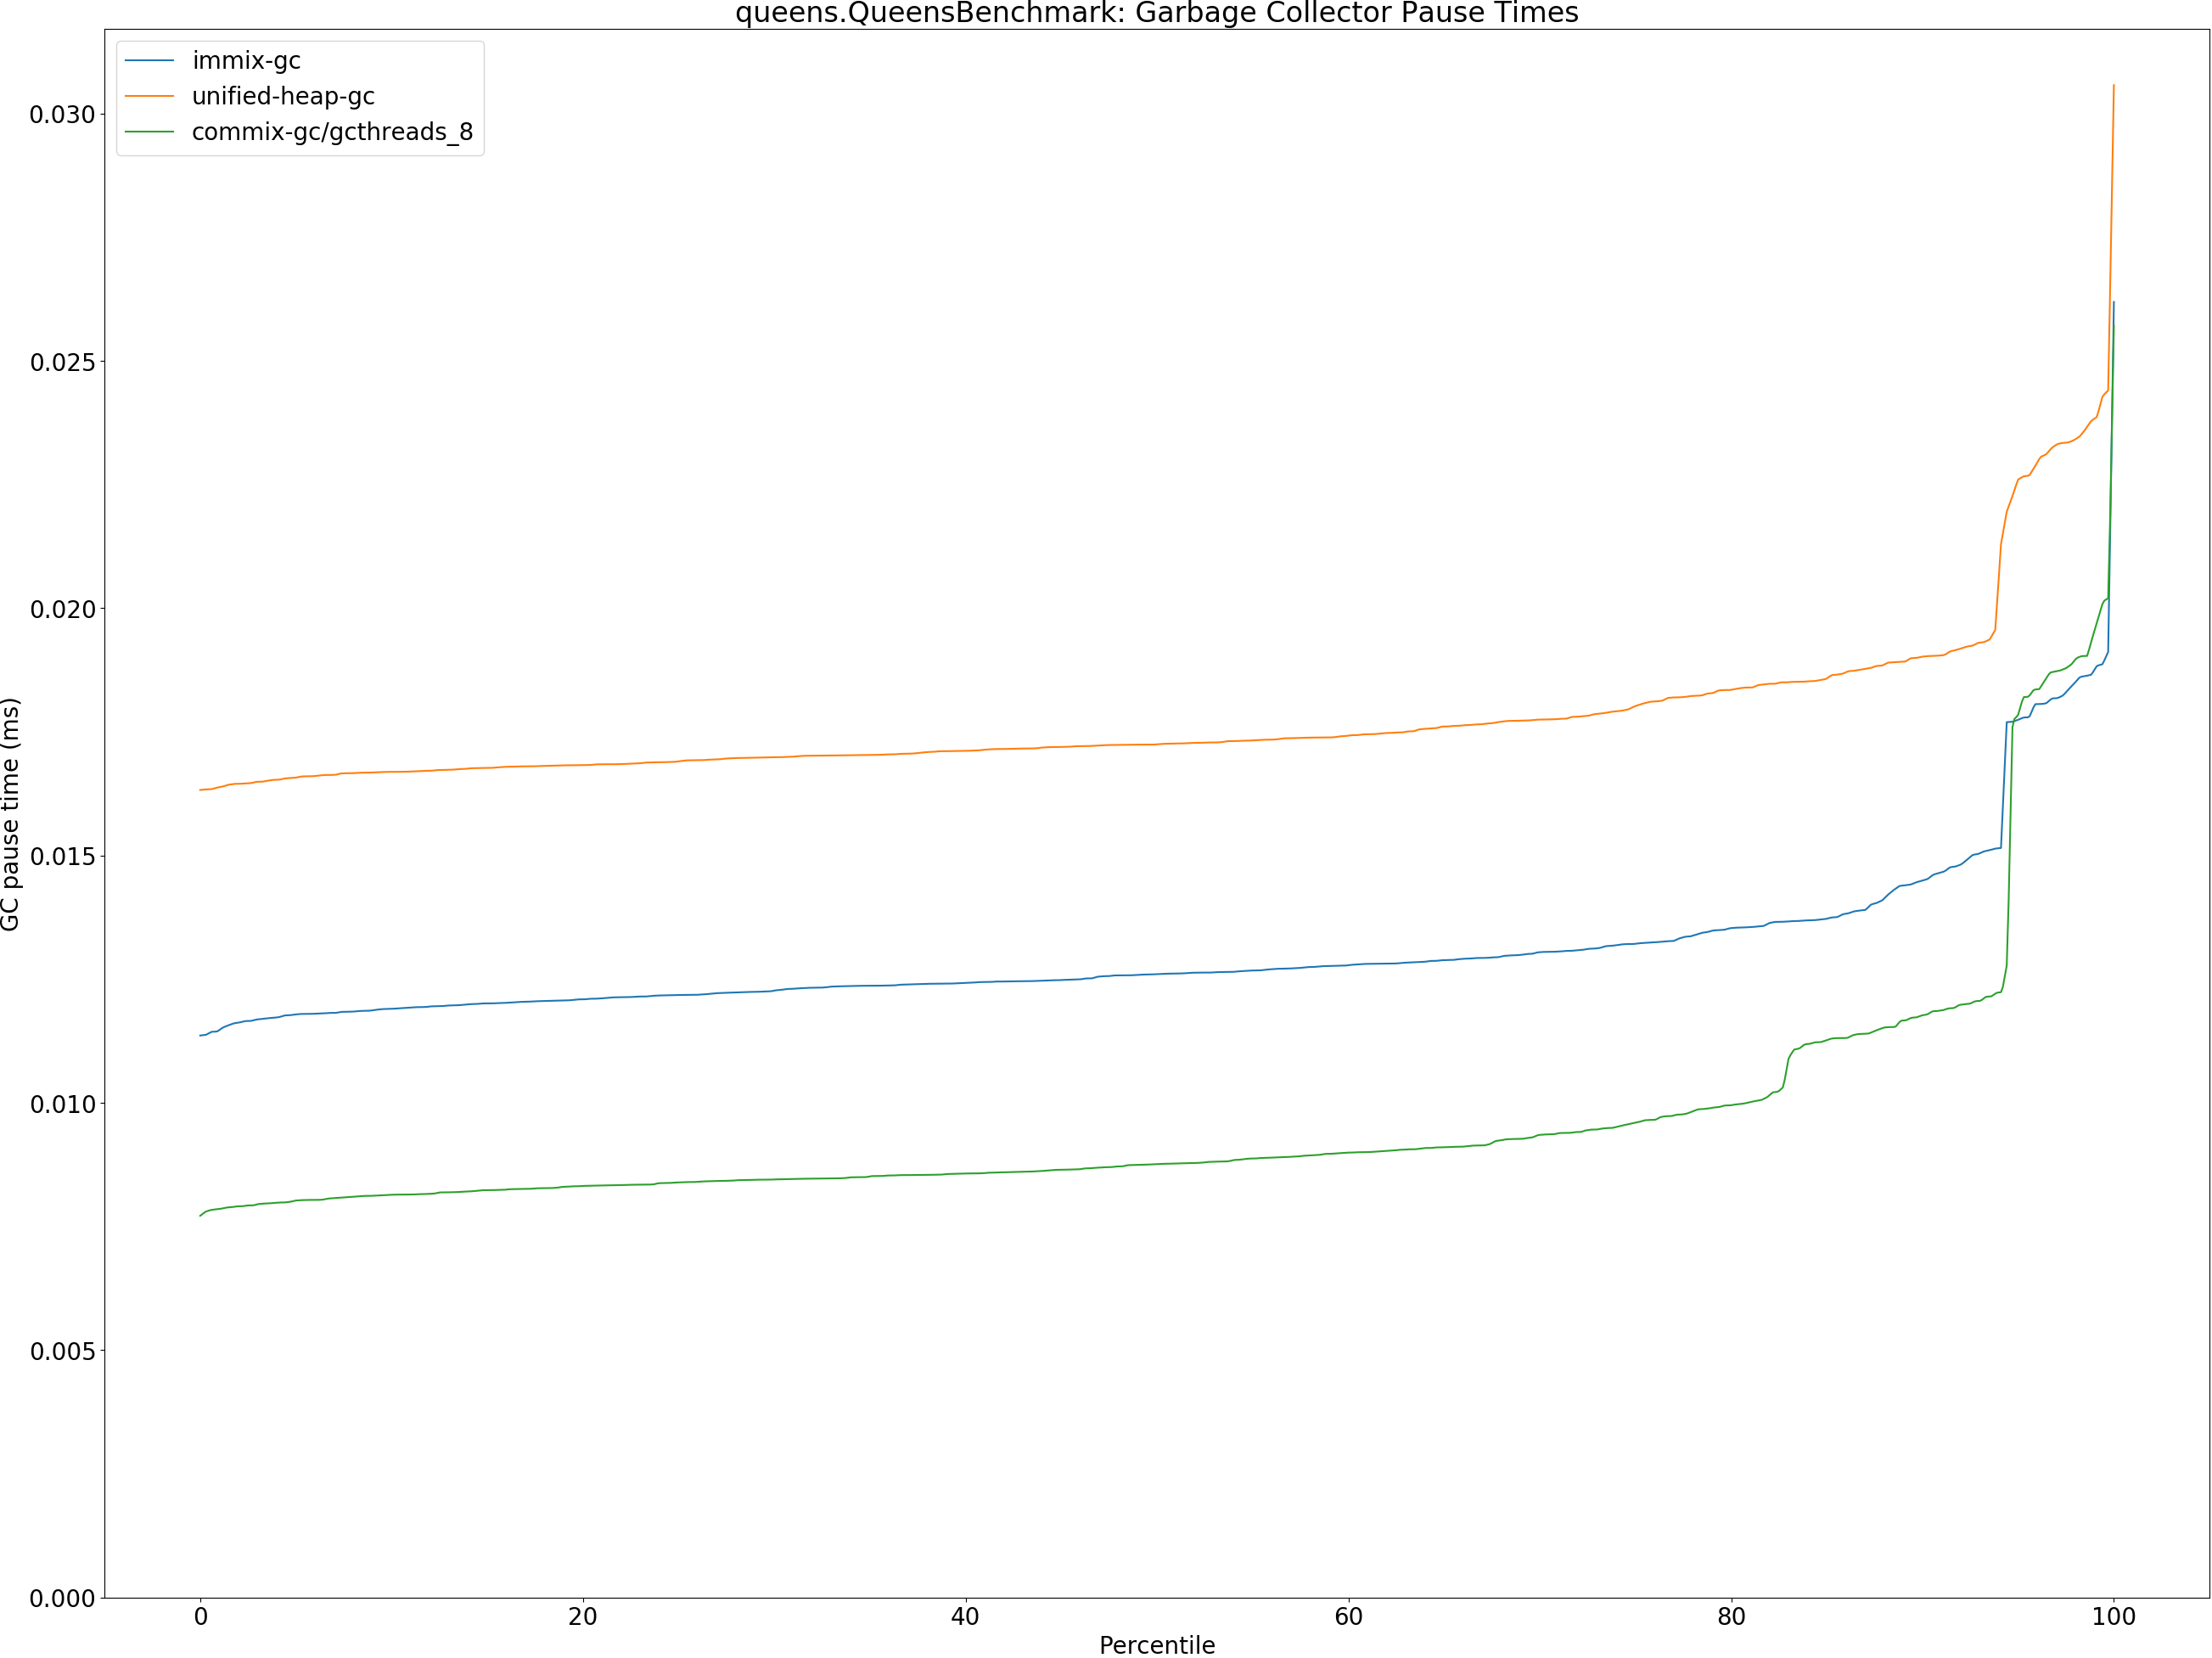 queens.QueensBenchmark: Garbage Collector Pause Times
immix-gc
unified-heap-gc
commix-gc/gcthreads_8
0.030
0.025
0.020
0.015
0.010
0.005
0.000
GC pause time (ms)
0 20 40 60 80 100
Percentile